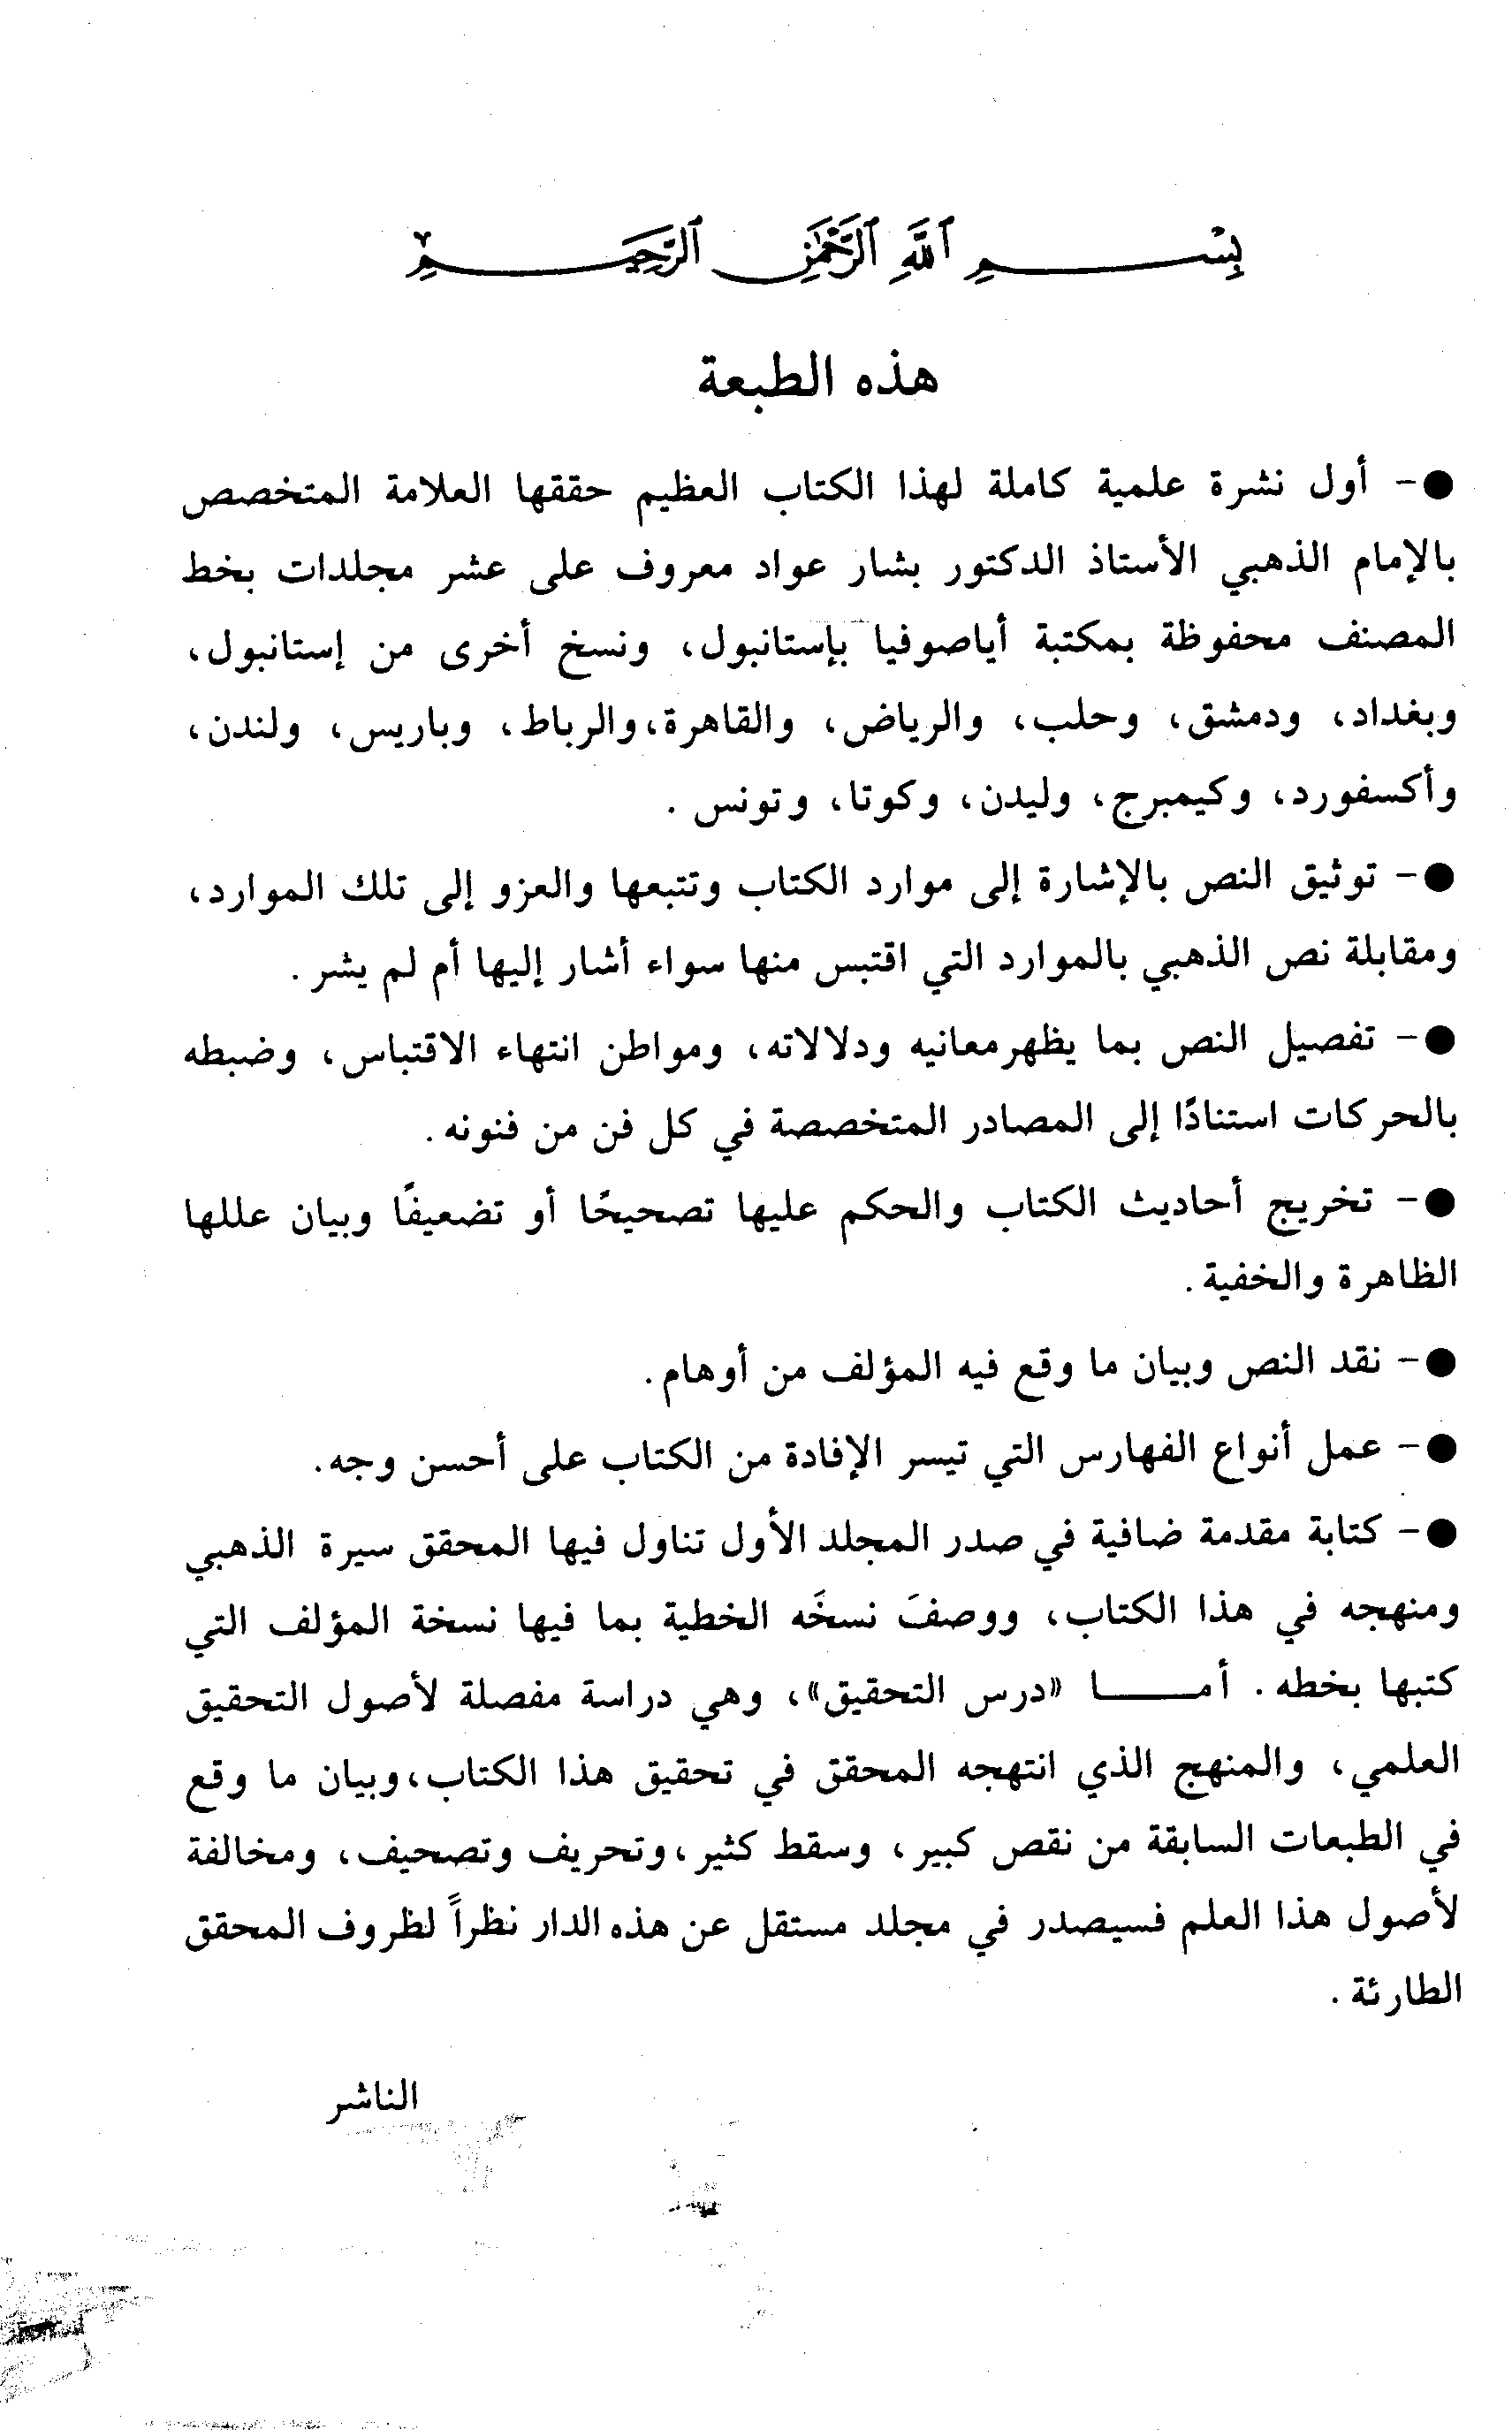 بِسْمِ ٱللَّهِ ٱلرَّحْمَٰنِ ٱلرَّحِيمِ
هذه الطبعة
●- أول نشرة علمية كاملة لهذا الكتاب العظيم حققها العلامة المتخصص
بالإمام الذهبي الأستاذ الدكتور بشار عواد معروف على عشر مجلدات بخط
المصنف محفوظة بمكتبة أياصوفيا بإستانبول، ونسخ أخرى من إستانبول،
وبغداد، ودمشق، وحلب، والرياض، والقاهرة، والرباط، وباريس، ولندن،
وأكسفورد، وكيمبرج، وليدن، وكوتا، وتونس .
●- توثيق النص بالإشارة إلى موارد الكتاب وتتبعها والعزو إلى تلك الموارد،
ومقابلة نص الذهبي بالموارد التي اقتبس منها سواء أشار إليها أم لم يشر .
●- تفصيل النص بما يظهر معانيه ودلالاته، ومواطن انتهاء الاقتباس، وضبطه
بالحركات استنادًا إلى المصادر المتخصصة في كل فن من فنونه.
●- تخريج أحاديث الكتاب والحكم عليها تصحيحًا أو تضعيفًا وبيان عللها
الظاهرة والخفية .
●- نقد النص وبيان ما وقع فيه المؤلف من أوهام.
●- عمل أنواع الفهارس التي تيسر الإفادة من الكتاب على أحسن وجه.
●- كتابة مقدمة ضافية في صدر المجلد الأول تناول فيها المحقق سيرة الذهبي
ومنهجه في هذا الكتاب، ووصفَ نسخَه الخطية بما فيها نسخة المؤلف التي
كتبها بخطه . أمــــا «درس التحقيق»، وهي دراسة مفصلة لأصول التحقيق
العلمي، والمنهج الذي انتهجه المحقق في تحقيق هذا الكتاب، وبيان ما وقع
في الطبعات السابقة من نقص كبير، وسقط كثير، وتحريف وتصحيف، ومخالفة
لأصول هذا العلم فسيصدر في مجلد مستقل عن هذه الدار نظراً لظروف المحقق
الطارئة .
الناشر